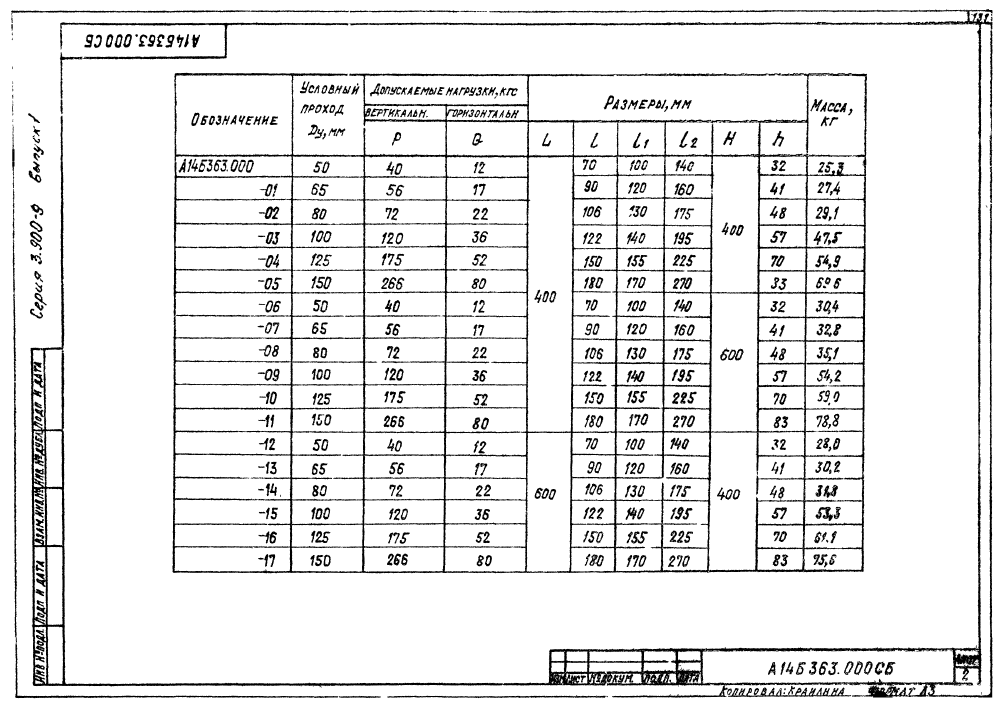 131
А14Б363.000 СБ
Серия 3.900-9 Выпуск 1
Обозначение Условный проход Dу, мм Допускаемые нагрузки, кгс Размеры, мм Масса, кг
вертикальн. горизонтальн
P Q L l l1 l2 H h
А14Б363.000 50 40 12 400 70 100 140 400 32 25,3
-01 65 56 17 90 120 160 41 27,4
-02 80 72 22 106 130 175 48 29,1
-03 100 120 36 122 140 195 57 47,5
-04 125 175 52 150 155 225 70 54,9
-05 150 266 80 180 170 270 33 69 6
-06 50 40 12 70 100 140 600 32 30,4
-07 65 56 17 90 120 160 41 32,8
-08 80 72 22 106 130 175 48 35,1
-09 100 120 36 122 140 195 57 54,2
-10 125 175 52 150 155 225 70 59,0
-11 150 266 80 180 170 270 83 78,8
-12 50 40 12 600 70 100 140 400 32 28,0
-13 65 56 17 90 120 160 41 30,2
-14 80 72 22 106 130 175 48
-15 100 120 36 122 140 195 57 53,3
-16 125 175 52 150 155 225 70 61.1
-17 150 266 80 180 170 270 83 75,6
Инв № подл. Подп и дата Взам. инв. № Инв. № дубл. Подп и дата
А14Б363.000СБ
Лист
2
Изм Лист № докум. Подп. Дата
Копировал: Краилина Формат А3